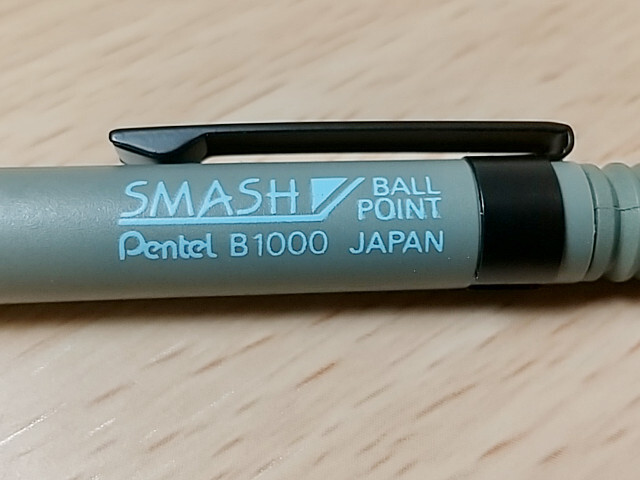 SMASH BALL POINT
Pentel B1000 JAPAN